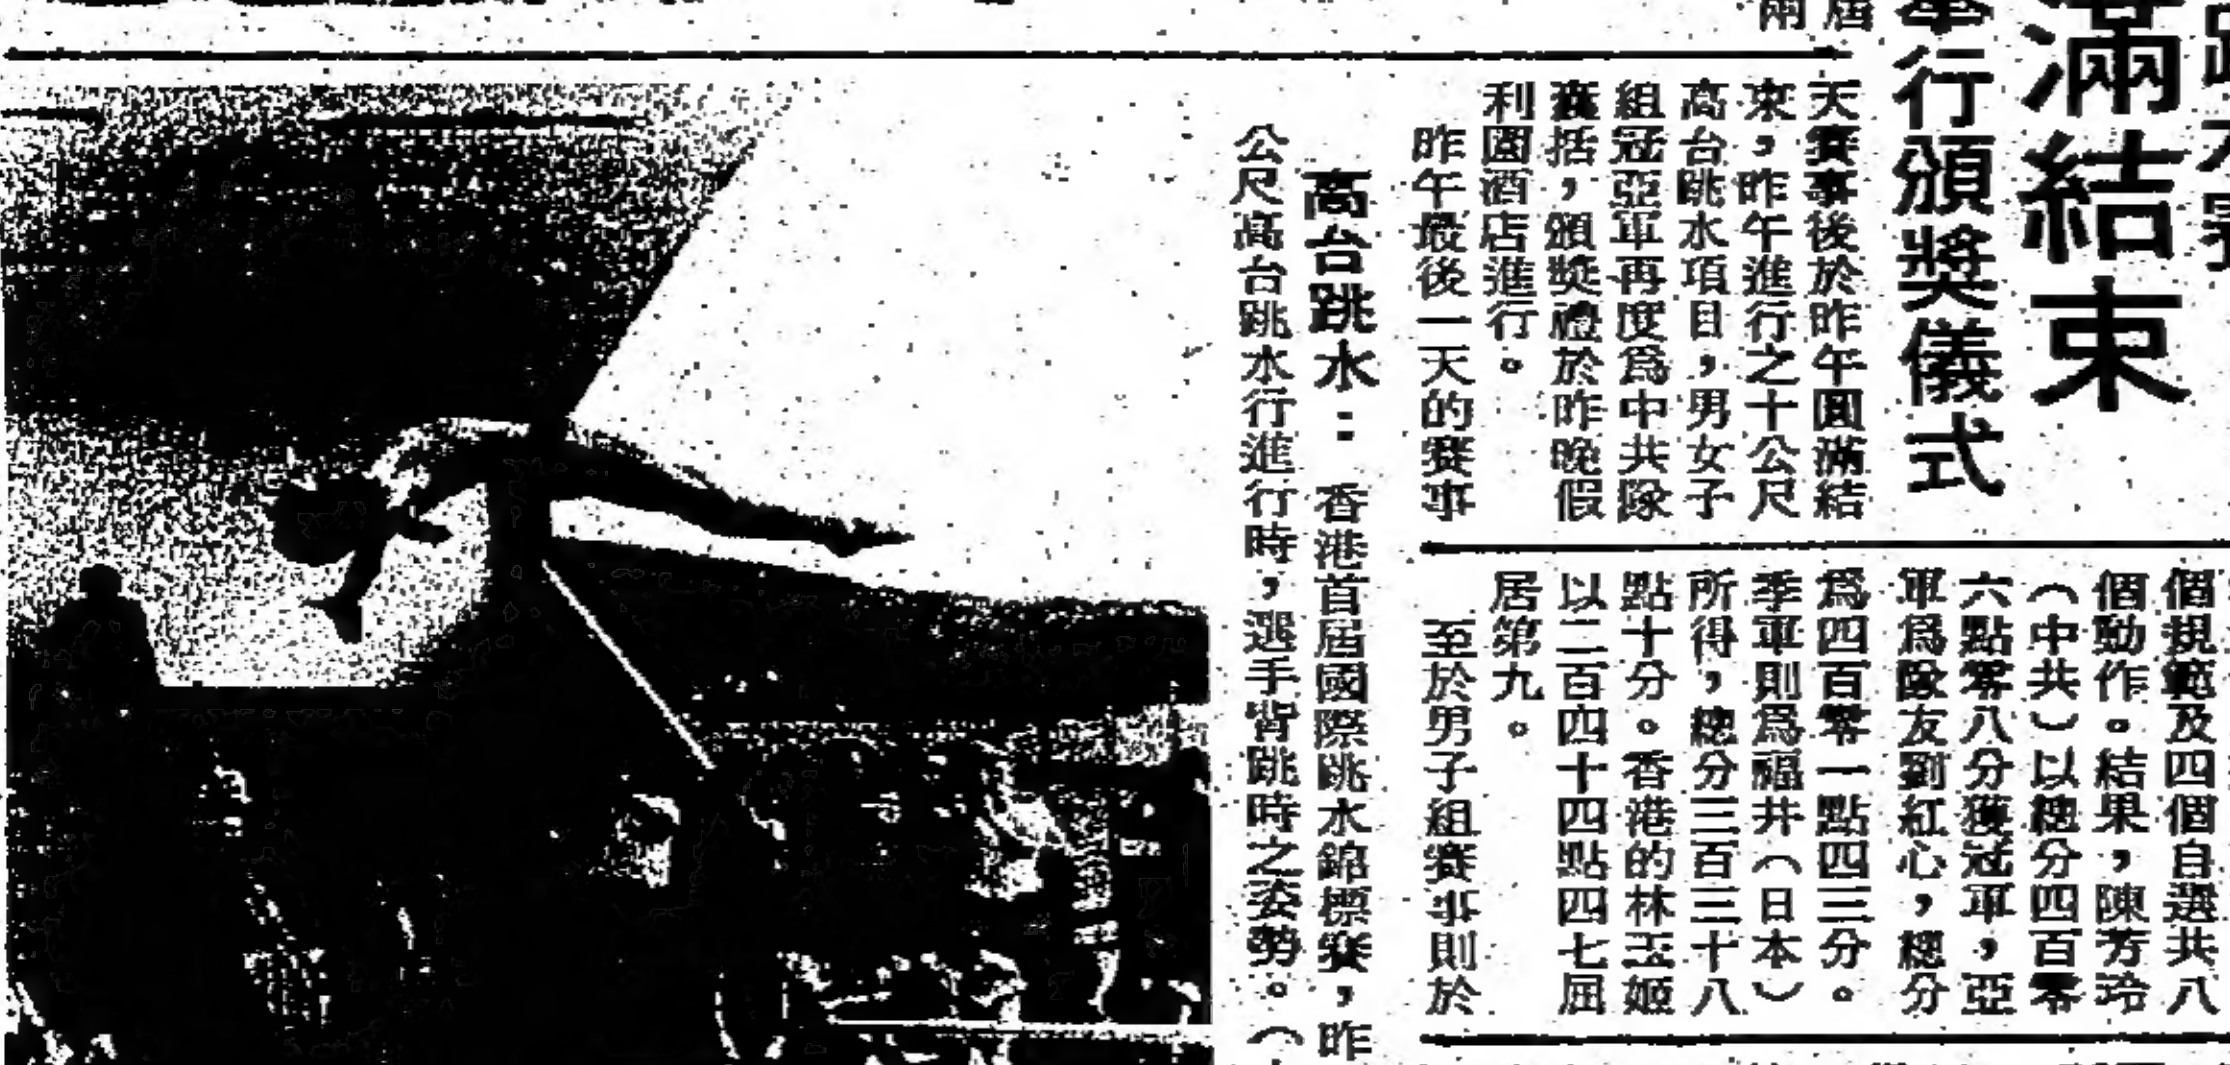 滿結束
行頒獎儀式
屆
兩
天賽事後於昨午圓滿結
束，昨午進行之十公尺
高台跳水項目，男女子
組冠亞軍再度爲中共隊
囊括，頒獎禮於昨晚假
利園酒店進行。
昨午最後一天的賽事
個規範及四個自選共八
個動作。結果，陳芳玲
（中共）以總分四百零
六點零八分獲冠軍，亞
軍爲隊友劉紅心，總分
爲四百零一點四三分。
季軍則爲福井（日本）
所得，總分三百三十八
點十分。香港的林玉姬
以二百四十四點四七屈
居第九。
至於男子組賽事則於
高台跳水：香港首屆國際跳水錦標賽，昨
公尺高台跳水行進行時，選手背跳時之姿勢。（